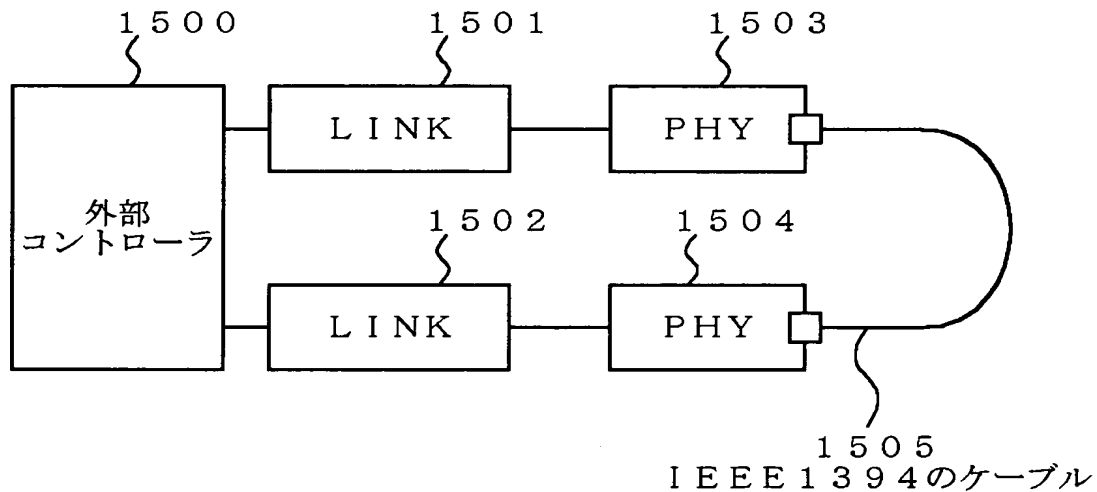 １５００
１５０１
１５０３
ＬＩＮＫ
ＰＨＹ
外部
コントローラ
１５０２
１５０４
ＬＩＮＫ
ＰＨＹ
１５０５
ＩＥＥＥ１３９４のケーブル